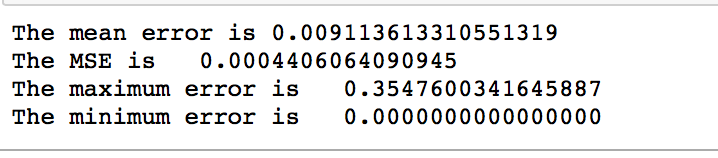 The mean error is 0.009113613310551319
The MSE is   0.0004406064090945
The maximum error is   0.3547600341645887
The minimum error is   0.0000000000000000